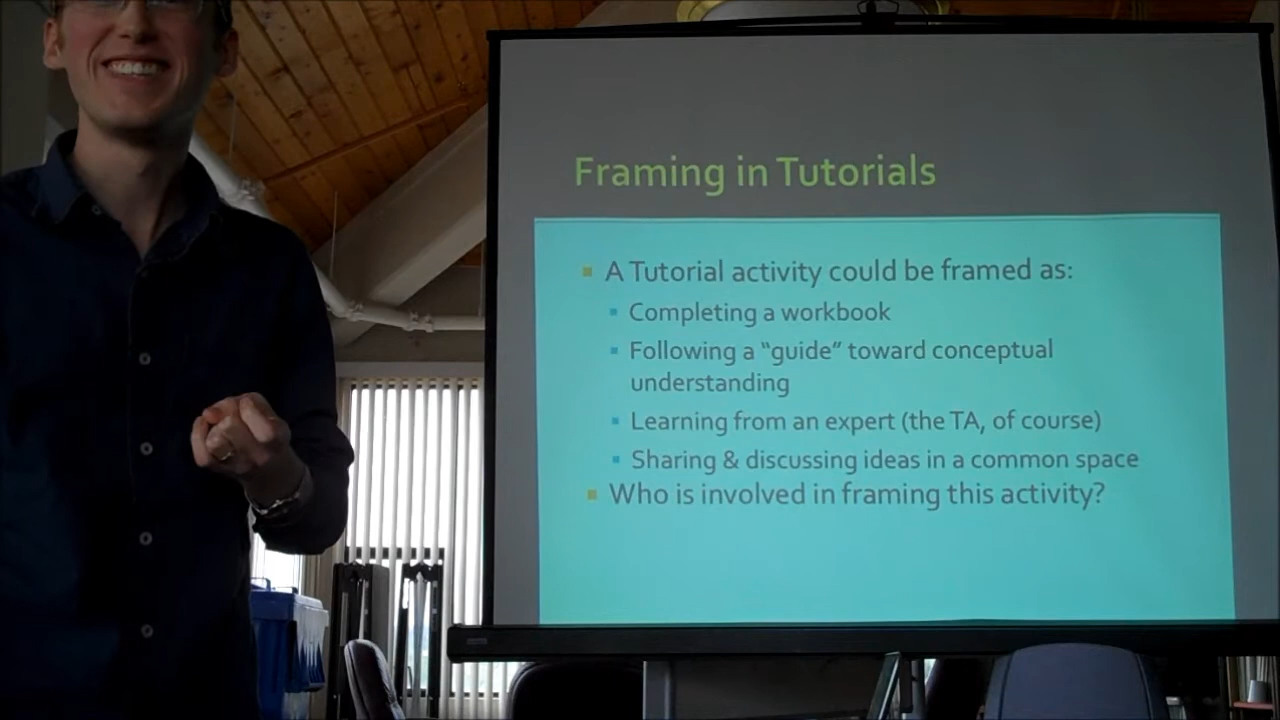 Framing in Tutorials
A Tutorial activity could be framed as:
Completing a workbook
Following a “guide” toward conceptual
understanding
Learning from an expert (the TA, of course)
Sharing & discussing ideas in a common space
Who is involved in framing this activity?